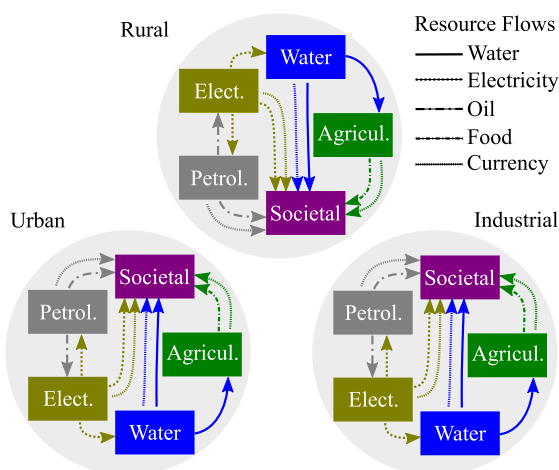 Rural
Water
Elect.
Agricul.
Petrol.
Societal
Resource Flows
Water
Electricity
Oil
Food
Currency
Urban
Societal
Petrol.
Agricul.
Elect.
Water
Industrial
Societal
Petrol.
Agricul.
Elect.
Water